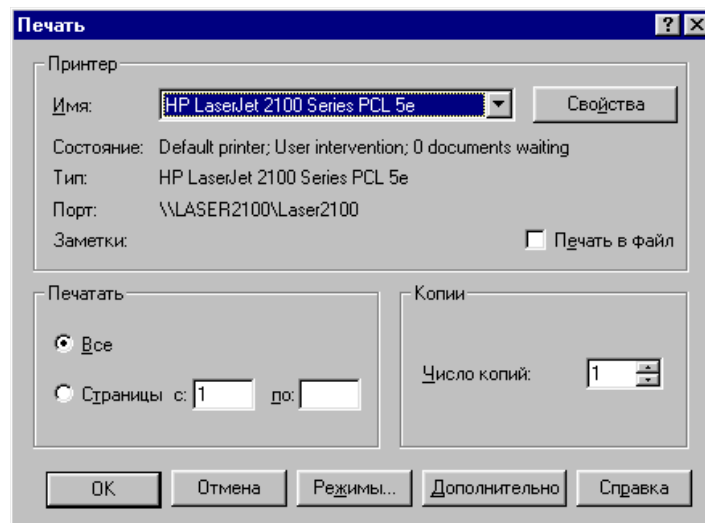 Печать
Принтер
Имя: HP LaserJet 2100 Series PCL 5e Свойства
Состояние: Default printer; User intervention; 0 documents waiting
Тип: HP LaserJet 2100 Series PCL 5e
Порт: \\LASER2100\Laser2100
Заметки: Печать в файл
Печатать Копии
Все
Число копий: 1
Страницы с: 1 по:
OK Отмена Режимы... Дополнительно Справка